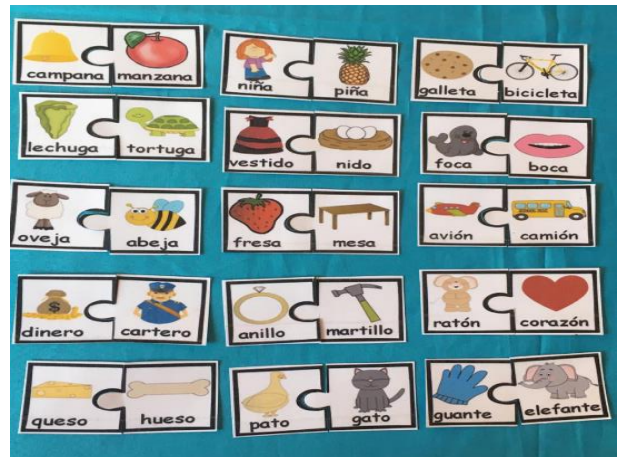 campana manzana
niña piña
galleta bicicleta
lechuga tortuga
vestido nido
foca boca
oveja abeja
fresa mesa
avión camión
dinero cartero
anillo martillo
ratón corazón
queso hueso
pato gato
guante elefante